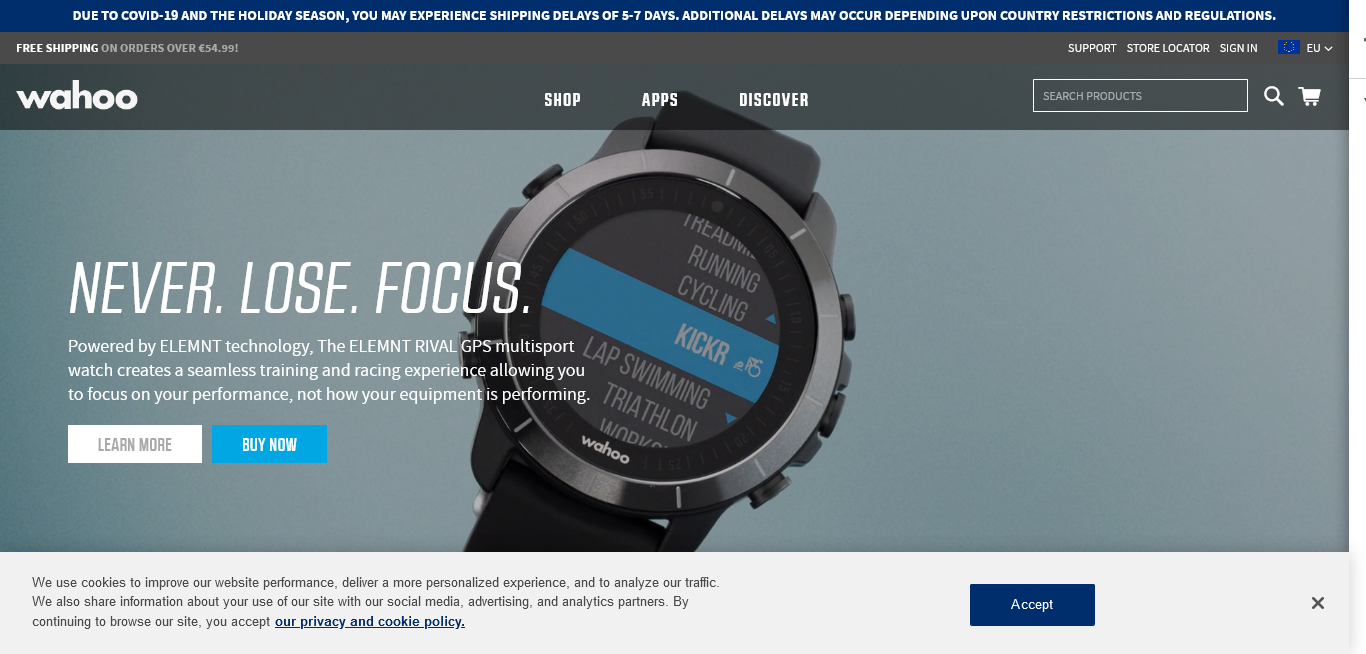 DUE TO COVID-19 AND THE HOLIDAY SEASON, YOU MAY EXPERIENCE SHIPPING DELAYS OF 5-7 DAYS. ADDITIONAL DELAYS MAY OCCUR DEPENDING UPON COUNTRY RESTRICTIONS AND REGULATIONS.
FREE SHIPPING ON ORDERS OVER €54.99!
SUPPORT STORE LOCATOR SIGN IN EU
wahoo
SHOP APPS DISCOVER
SEARCH PRODUCTS
NEVER. LOSE. FOCUS.
Powered by ELEMNT technology, The ELEMNT RIVAL GPS multisport
watch creates a seamless training and racing experience allowing you
to focus on your performance, not how your equipment is performing.
LEARN MORE BUY NOW
RUNNING
CYCLING
KICKR
LAP SWIMMING
TRIATHLON
wahoo
We use cookies to improve our website performance, deliver a more personalized experience, and to analyze our traffic.
We also share information about your use of our site with our social media, advertising, and analytics partners. By
continuing to browse our site, you accept our privacy and cookie policy.
Accept